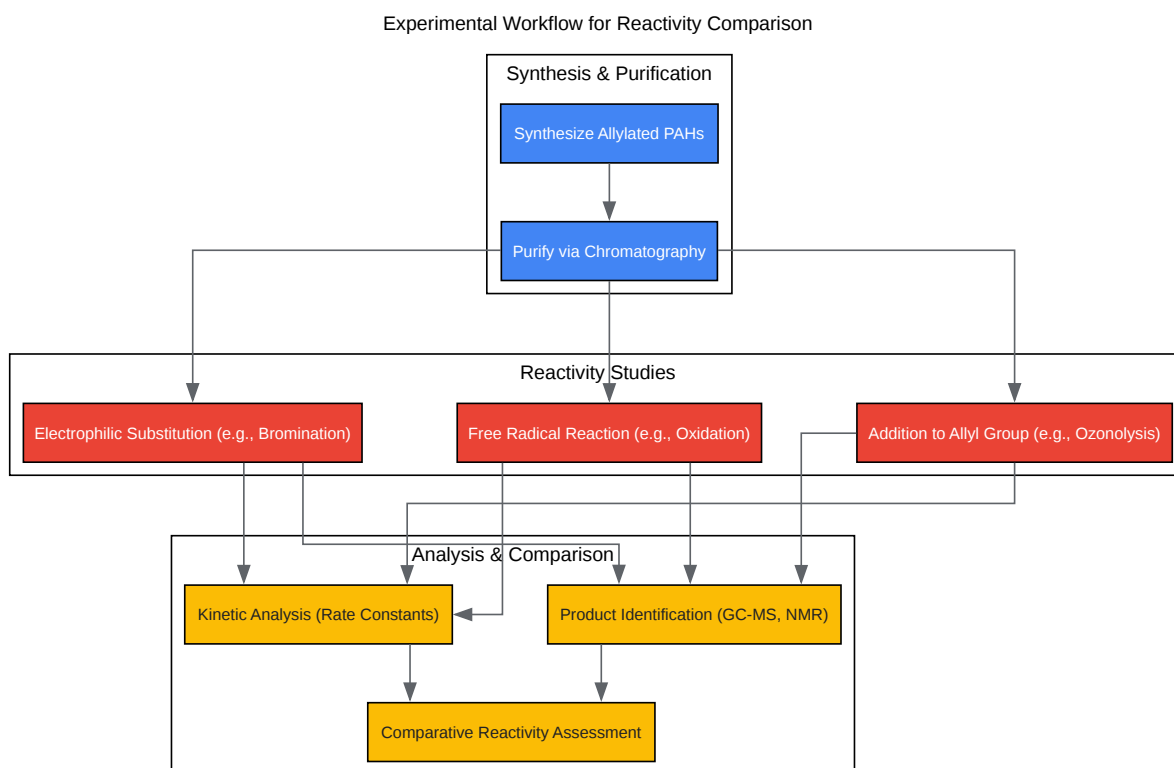 Experimental Workflow for Reactivity Comparison
Synthesis & Purification
Synthesize Allylated PAHs
Purify via Chromatography
Reactivity Studies
Electrophilic Substitution (e.g., Bromination)
Free Radical Reaction (e.g., Oxidation)
Addition to Allyl Group (e.g., Ozonolysis)
Analysis & Comparison
Kinetic Analysis (Rate Constants)
Product Identification (GC-MS, NMR)
Comparative Reactivity Assessment